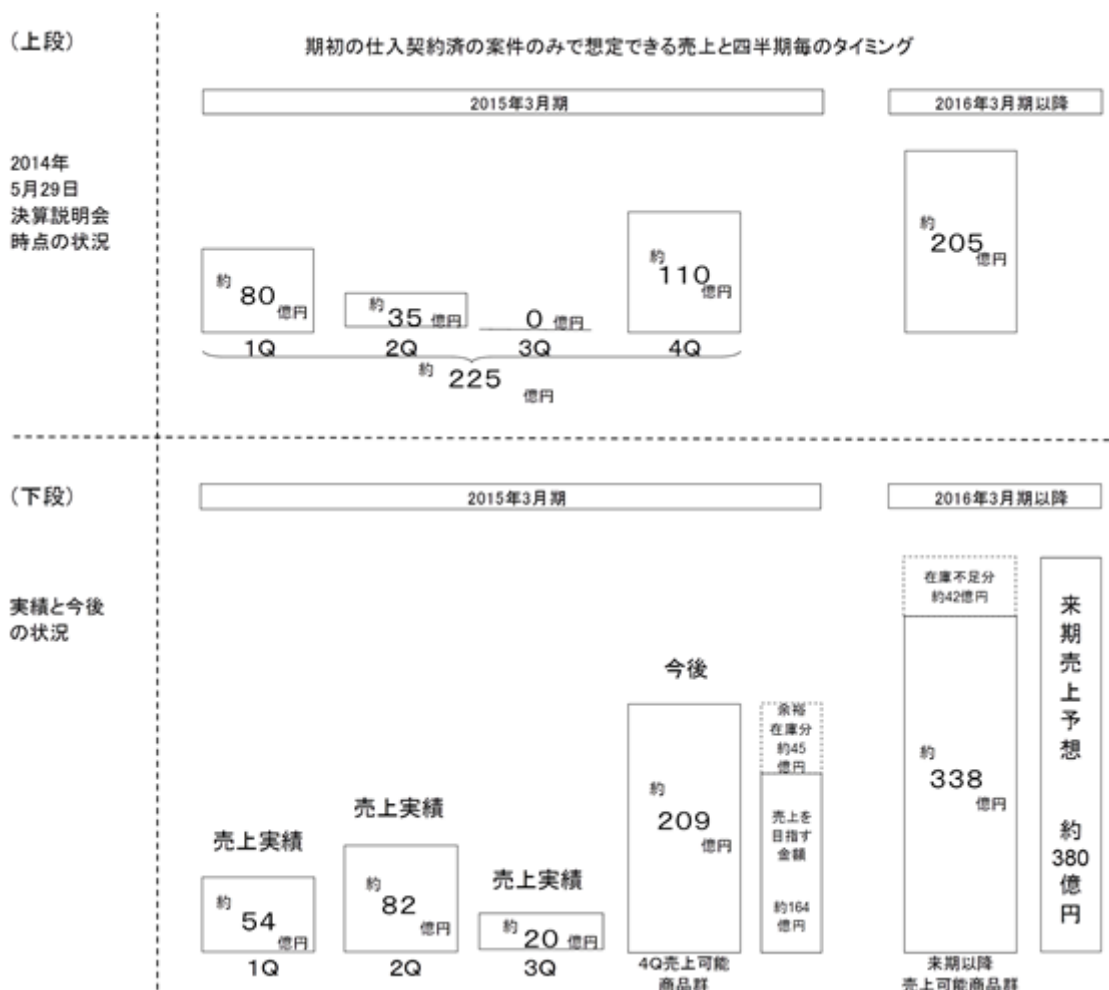 (上段)
期初の仕入契約済の案件のみで想定できる売上と四半期毎のタイミング
2015年3月期
2016年3月期以降
2014年
5月29日
決算説明会
時点の状況
約
80
億円
1Q
約
35 億円
2Q
0 億円
3Q
約
110
億円
4Q
約
225
億円
約
205
億円
(下段)
2015年3月期
2016年3月期以降
実績と今後
の状況
売上実績
約
54
億円
1Q
売上実績
約
82
億円
2Q
売上実績
約
20 億円
3Q
今後
約
209
億円
4Q売上可能
商品群
余裕
在庫分
約45
億円
売上を
目指す
金額
約164
億円
在庫不足分
約42億円
約
338
億円
来期以降
売上可能商品群
来期売上予想 約380億円